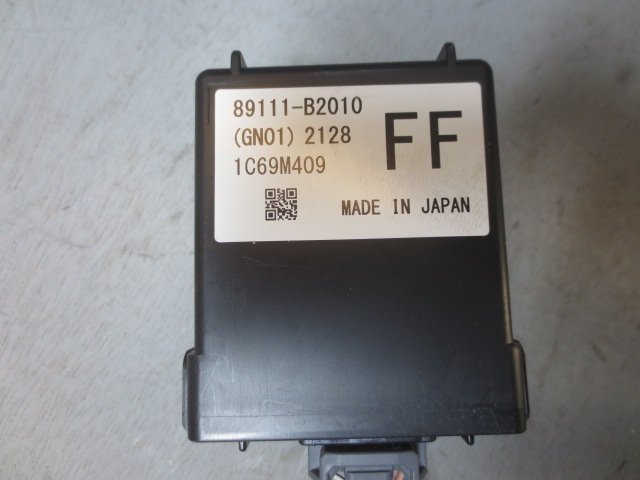 89111-B2010
(GN01) 2128
FF
1C69M409
MADE IN JAPAN